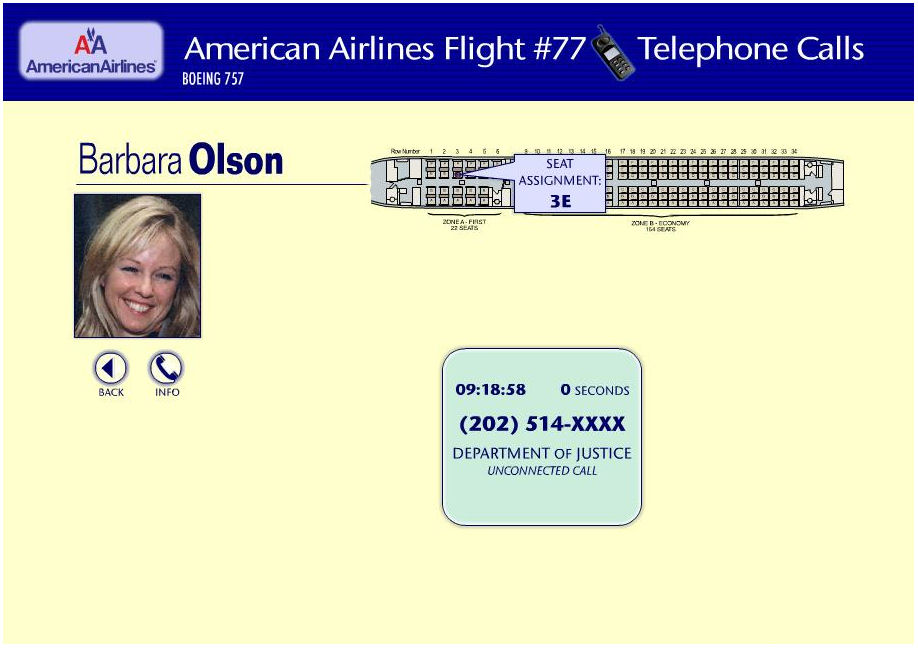 AA
AmericanAirlines
American Airlines Flight #77 Telephone Calls
BOEING 757
Barbara Olson
Row Number 1 2 3 4 5 6 9 10 11 12 13 14 15 16 17 18 19 20 21 22 23 24 25 26 27 28 29 30 31 32 33 34
SEAT
ASSIGNMENT:
3E
ZONE A - FIRST
22 SEATS
ZONE B - ECONOMY
154 SEATS
BACK
INFO
09:18:58 0 SECONDS
(202) 514-XXXX
DEPARTMENT OF JUSTICE
UNCONNECTED CALL